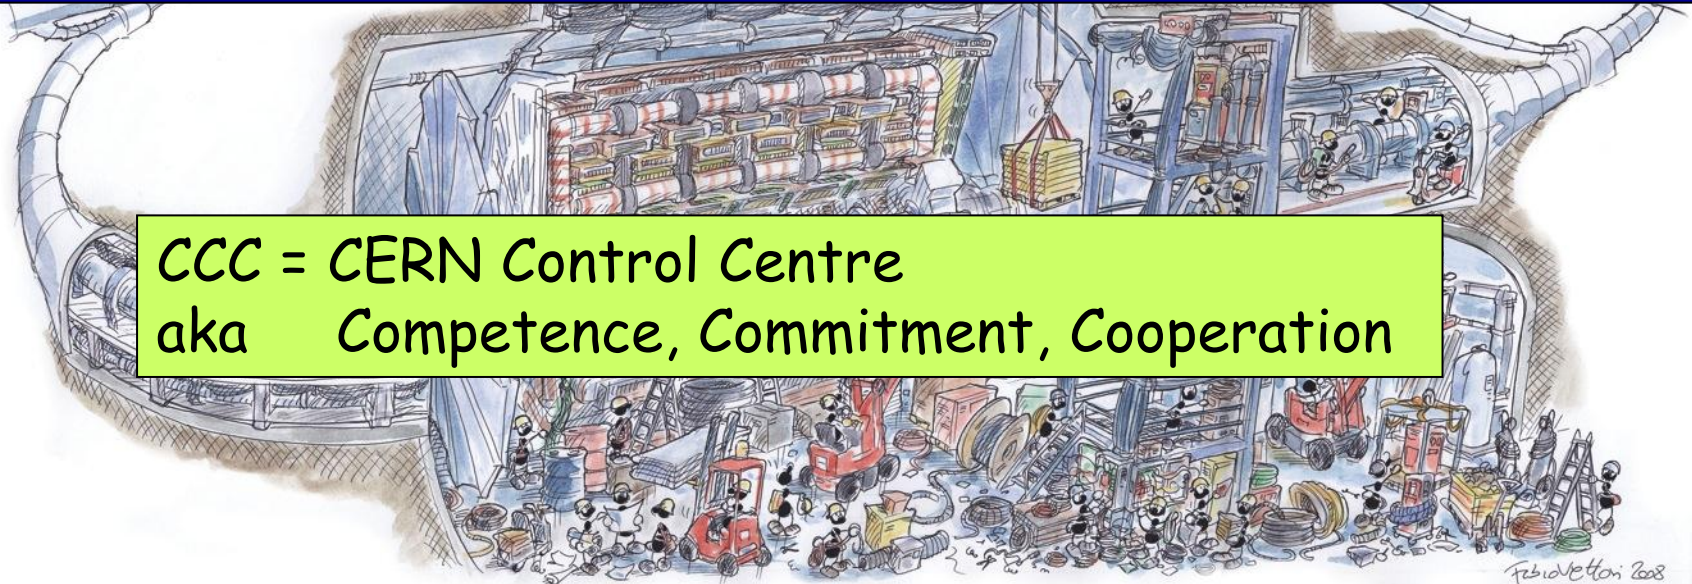 CCC = CERN Control Centre
aka Competence, Commitment, Cooperation
Fabio Vettori 2008